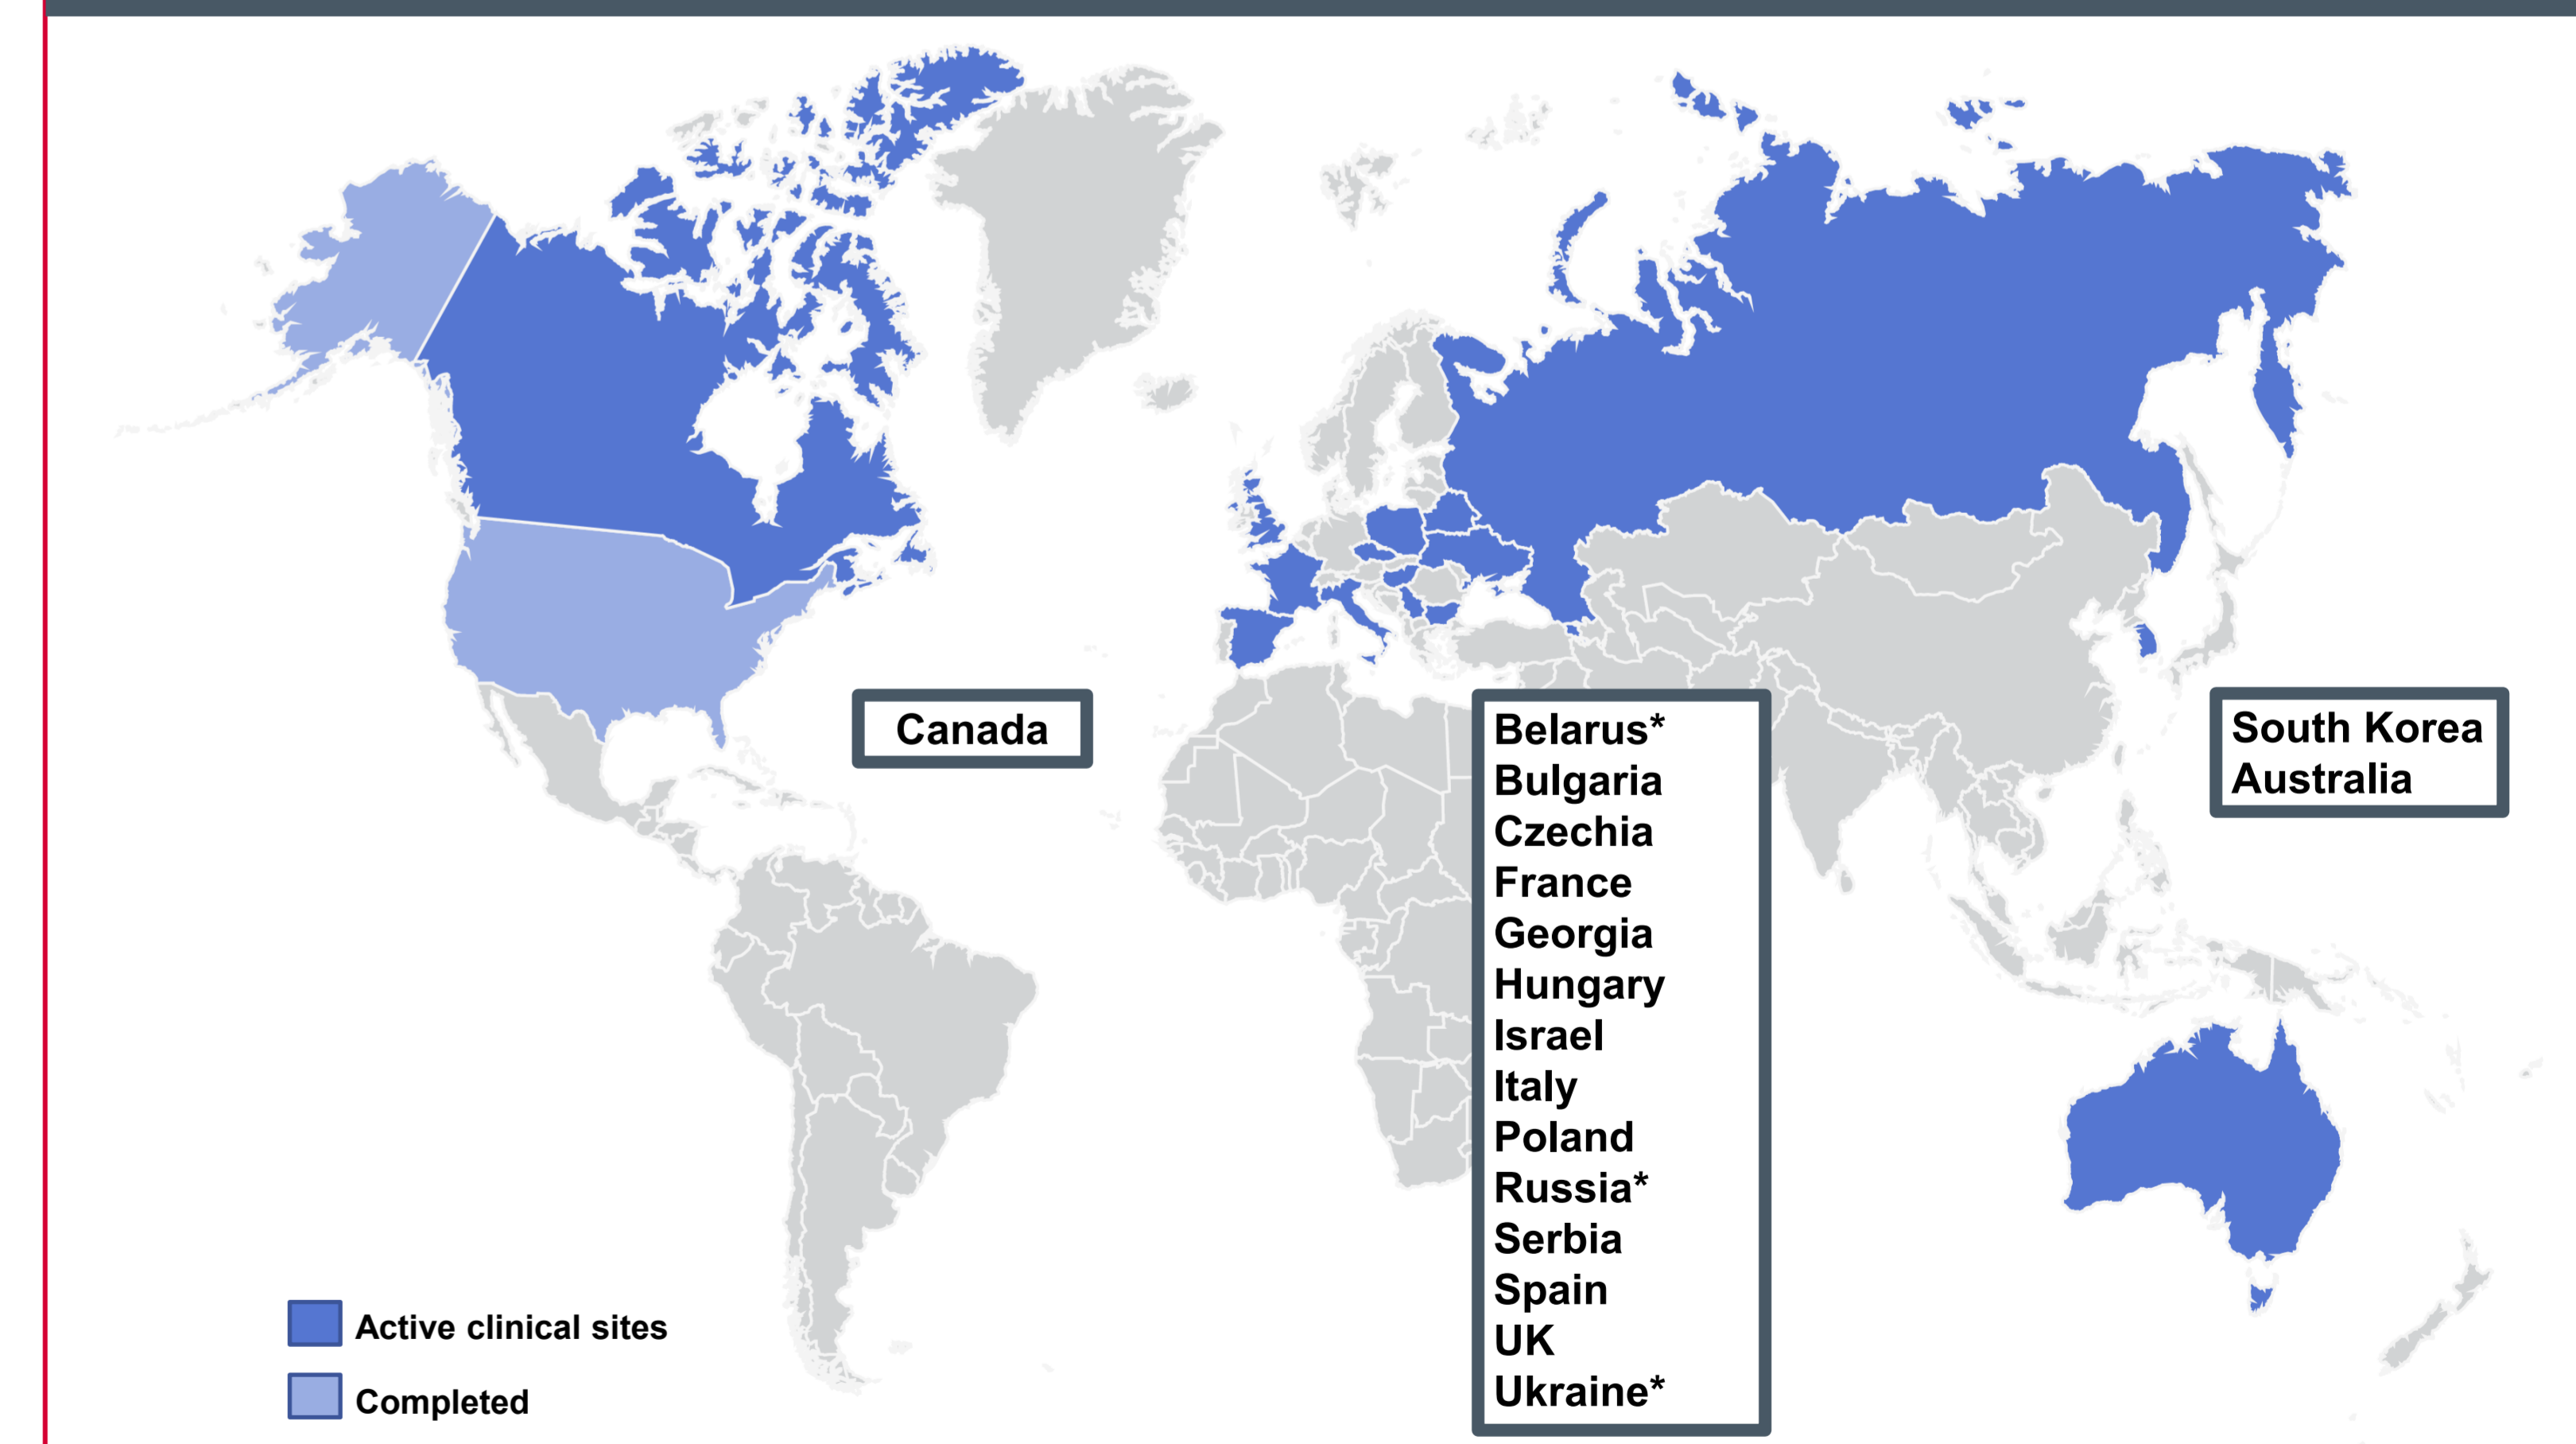 Canada
Belarus*
Bulgaria
Czechia
France
Georgia
Hungary
Israel
Italy
Poland
Russia*
Serbia
Spain
UK
Ukraine*
South Korea
Australia
Active clinical sites
Completed